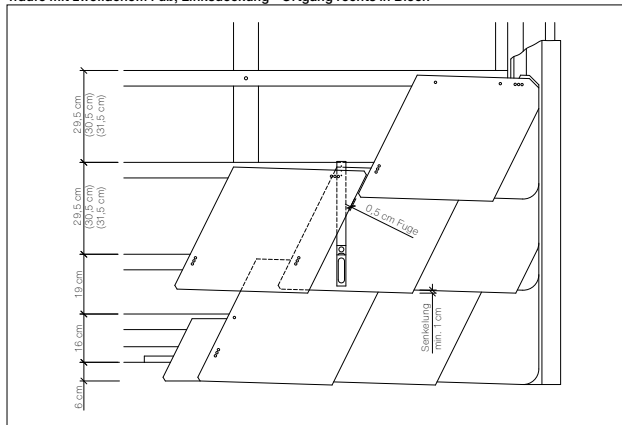 Traufe mit zweifachem Fuß, Linksdeckung - Ortgang rechts in Blech
29,5 cm
(30,5 cm)
(31,5 cm)
29,5 cm
(30,5 cm)
(31,5 cm)
0,5 cm Fuge
19 cm
Senkelung
min. 1 cm
16 cm
6 cm